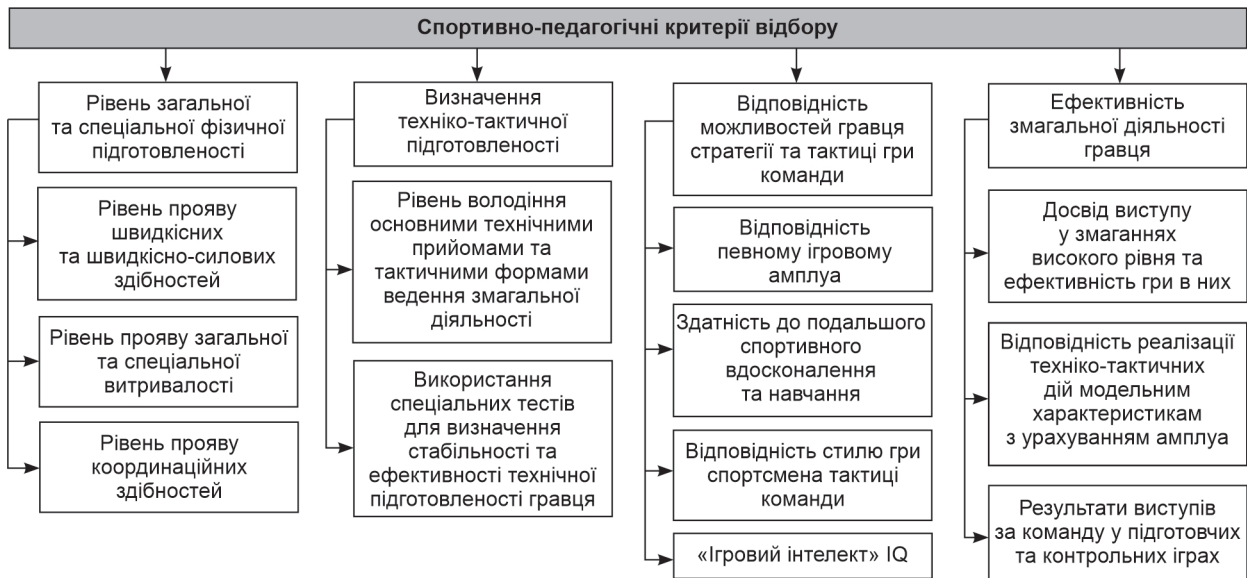 Спортивно-педагогічні критерії відбору
Рівень загальної
та спеціальної фізичної
підготовленості
Рівень прояву
швидкісних
та швидкісно-силових
здібностей
Рівень прояву загальної
та спеціальної
витривалості
Рівень прояву
координаційних
здібностей
Визначення
техніко-тактичної
підготовленості
Рівень володіння
основними технічними
прийомами та
тактичними формами
ведення змагальної
діяльності
Використання
спеціальних тестів
для визначення
стабільності та
ефективності технічної
підготовленості гравця
Відповідність
можливостей гравця
стратегії та тактиці гри
команди
Відповідність
певному ігровому
амплуа
Здатність до подальшого
спортивного
вдосконалення
та навчання
Відповідність стилю гри
спортсмена тактиці
команди
«Ігровий інтелект» IQ
Ефективність
змагальної діяльності
гравця
Досвід виступу
у змаганнях
високого рівня та
ефективність гри в них
Відповідність реалізації
техніко-тактичних
дій модельним
характеристикам
з урахуванням амплуа
Результати виступів
за команду у підготовчих
та контрольних іграх